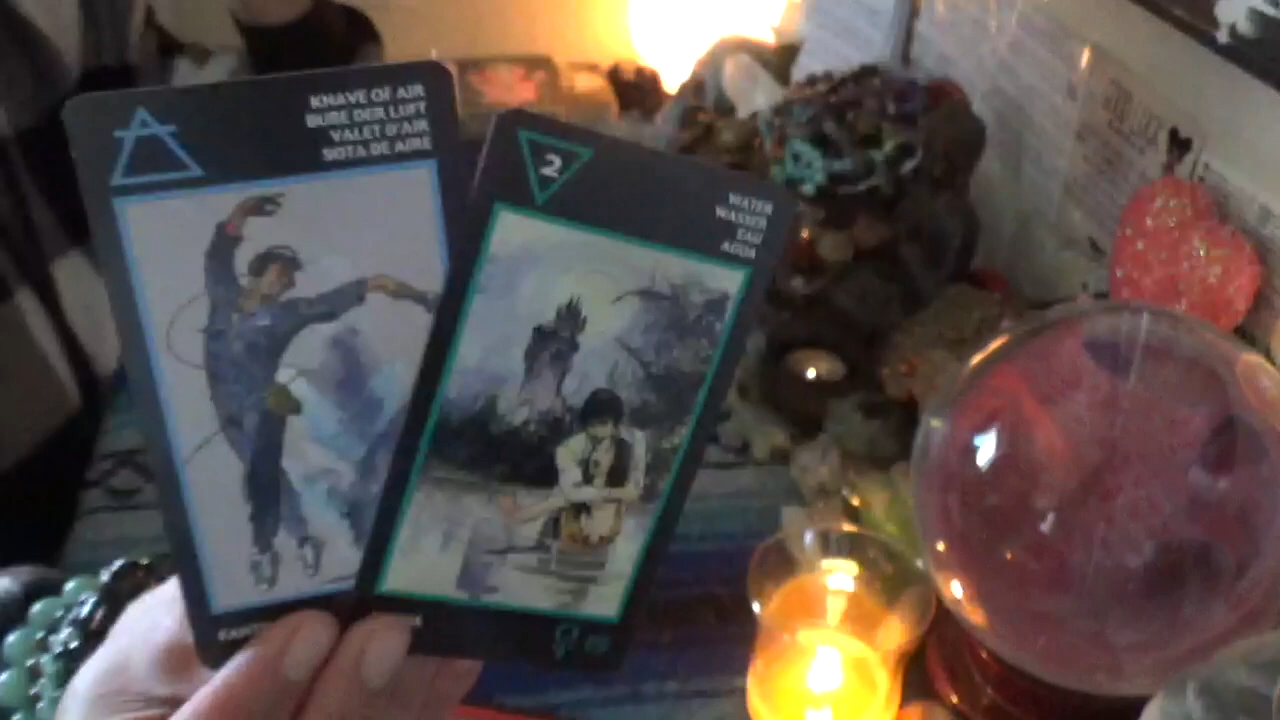 KNAVE OF AIR
BUBE DER LUFT
VALET D'AIR
SOTA DE AIRE
2
WATER
WASSER
EAU
AGUA